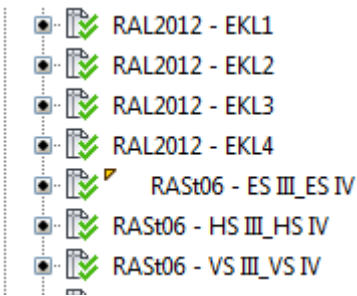 RAL2012 - EKL1
RAL2012 - EKL2
RAL2012 - EKL3
RAL2012 - EKL4
RASt06 - ES III_ES IV
RASt06 - HS III_HS IV
RASt06 - VS III_VS IV